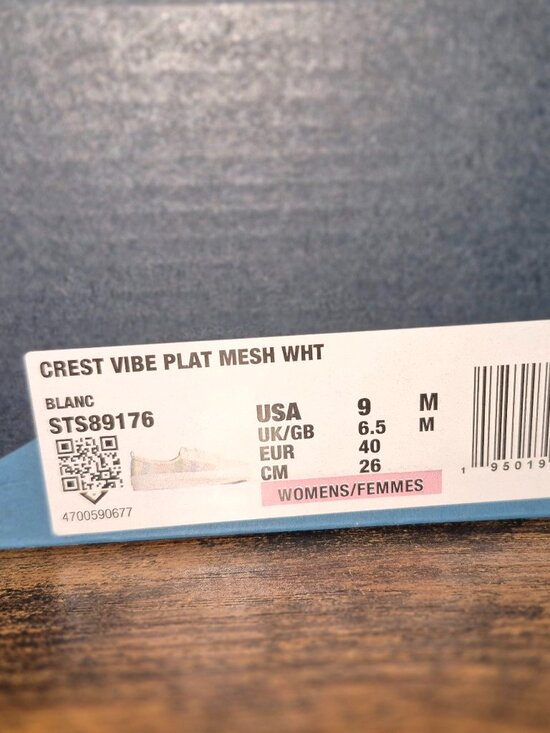 CREST VIBE PLAT MESH WHT
BLANC
STS89176
4700590677
USA 9 M
UK/GB 6.5 M
EUR 40
CM 26
WOMENS/FEMMES
1 95019